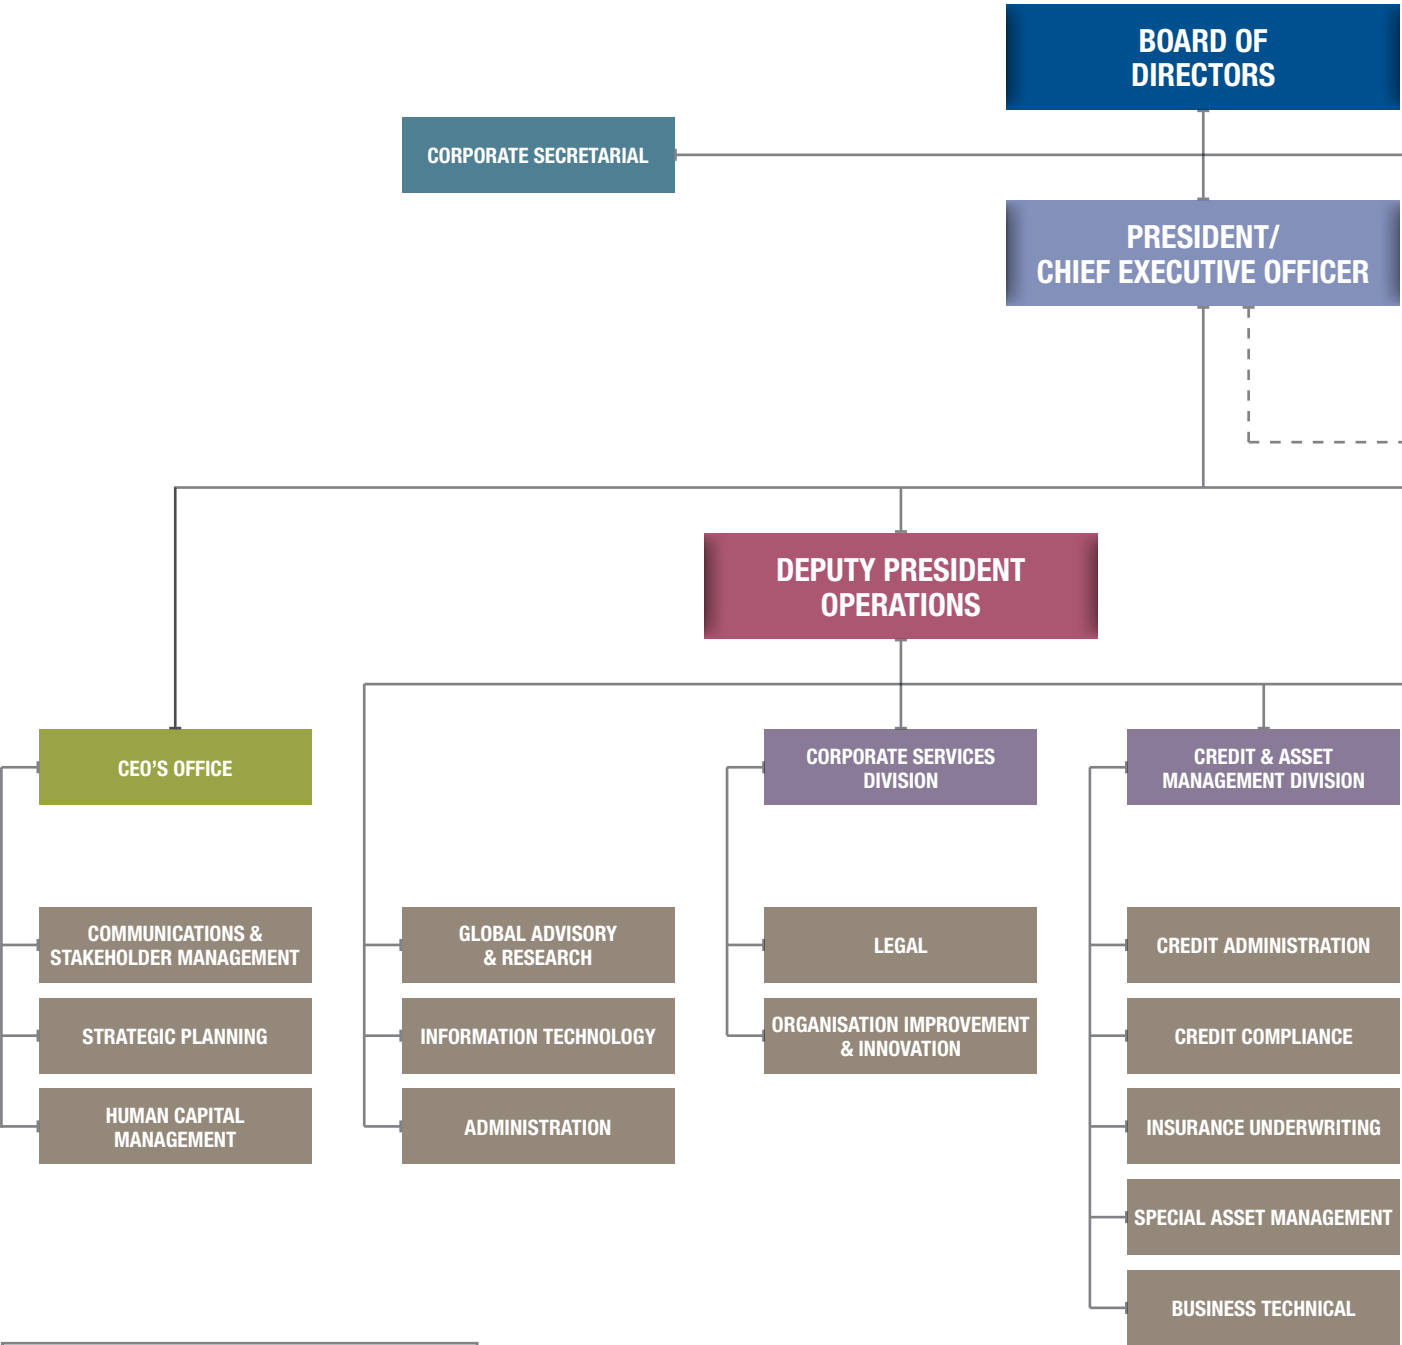 BOARD OF
DIRECTORS
CORPORATE SECRETARIAL
PRESIDENT/
CHIEF EXECUTIVE OFFICER
DEPUTY PRESIDENT
OPERATIONS
CEO'S OFFICE
CORPORATE SERVICES
DIVISION
CREDIT & ASSET
MANAGEMENT DIVISION
COMMUNICATIONS &
STAKEHOLDER MANAGEMENT
GLOBAL ADVISORY
& RESEARCH
LEGAL
CREDIT ADMINISTRATION
STRATEGIC PLANNING
INFORMATION TECHNOLOGY
ORGANISATION IMPROVEMENT
& INNOVATION
CREDIT COMPLIANCE
HUMAN CAPITAL
MANAGEMENT
ADMINISTRATION
INSURANCE UNDERWRITING
SPECIAL ASSET MANAGEMENT
BUSINESS TECHNICAL